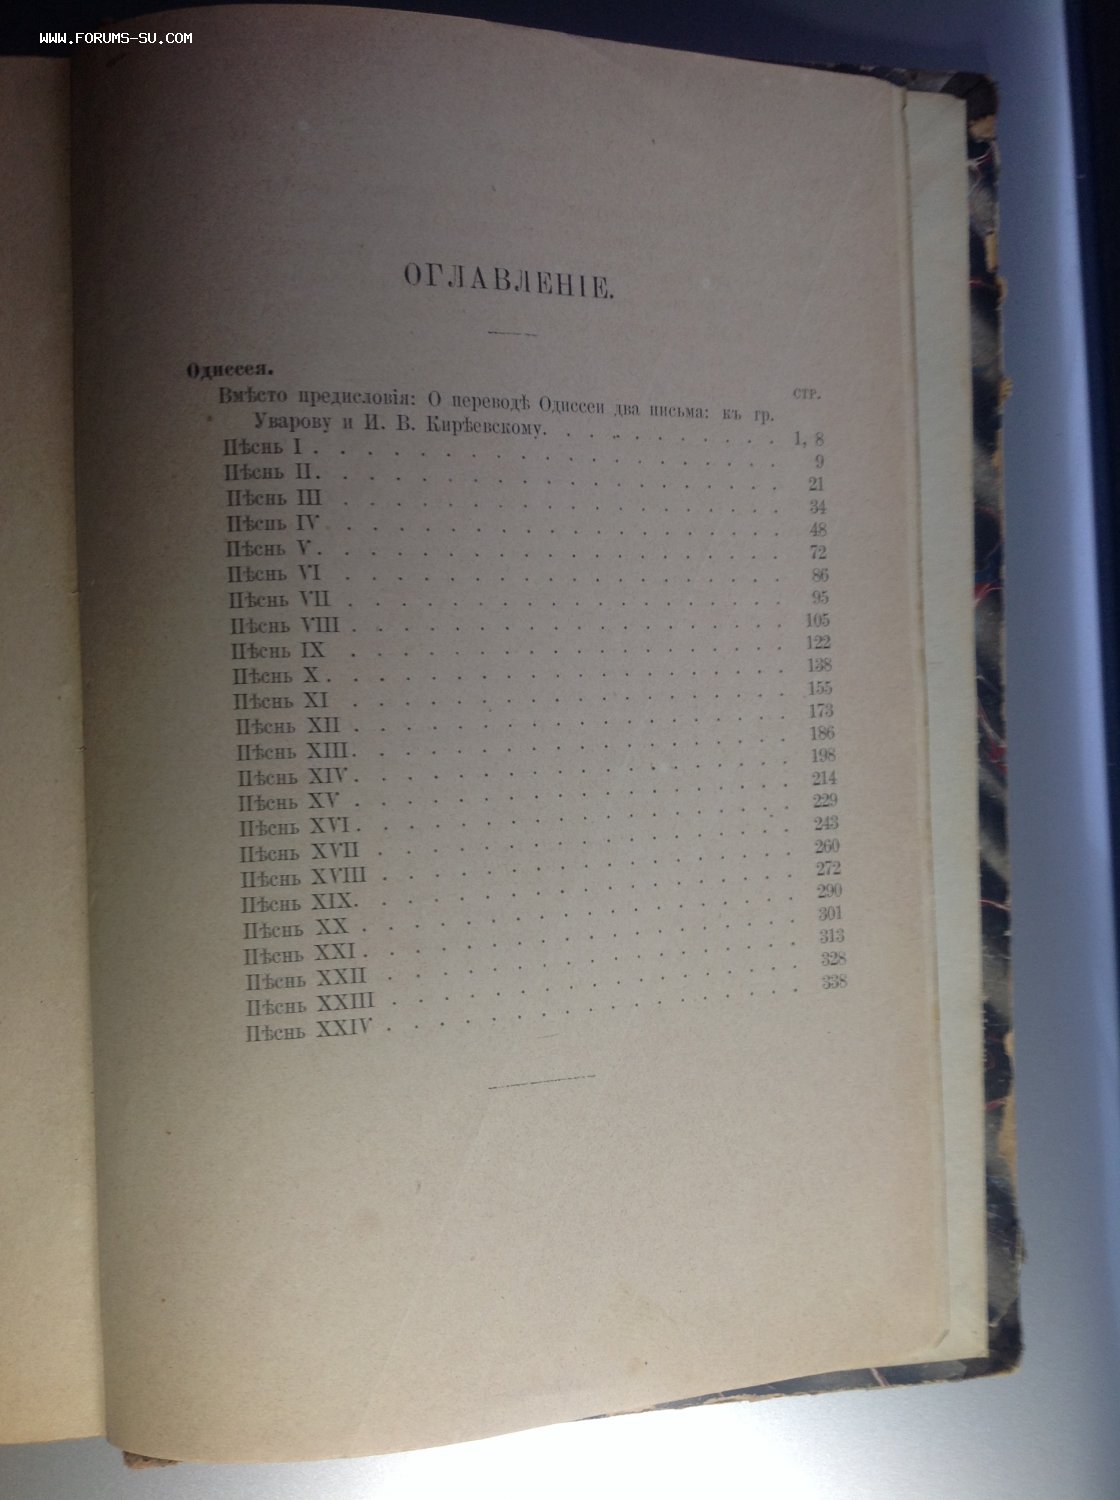 WWW.FORUMS-SU.COM
ОГЛАВЛЕНІЕ.
Одиссея.
СТР.
Вмѣсто предисловія: О переводѣ Одиссеи два письма: къ гр.
Уварову и И. В. Кирѣевскому. . . . . . . . . . 1, 8
Пѣснь I . . . . . . . . . . . . . . . . . . 9
Пѣснь II. . . . . . . . . . . . . . . . . . 21
Пѣснь III . . . . . . . . . . . . . . . . . 34
Пѣснь IV . . . . . . . . . . . . . . . . . 48
Пѣснь V. . . . . . . . . . . . . . . . . . 72
Пѣснь VI . . . . . . . . . . . . . . . . . 86
Пѣснь VII . . . . . . . . . . . . . . . . . 95
Пѣснь VIII . . . . . . . . . . . . . . . . . 105
Пѣснь IX . . . . . . . . . . . . . . . . . 122
Пѣснь X. . . . . . . . . . . . . . . . . . 138
Пѣснь XI . . . . . . . . . . . . . . . . . 155
Пѣснь XII . . . . . . . . . . . . . . . . . 173
Пѣснь XIII. . . . . . . . . . . . . . . . . 186
Пѣснь XIV. . . . . . . . . . . . . . . . . 198
Пѣснь XV . . . . . . . . . . . . . . . . . 214
Пѣснь XVI. . . . . . . . . . . . . . . . . 229
Пѣснь XVII . . . . . . . . . . . . . . . . 243
Пѣснь XVIII . . . . . . . . . . . . . . . . 260
Пѣснь XIX. . . . . . . . . . . . . . . . . 272
Пѣснь XX . . . . . . . . . . . . . . . . . 290
Пѣснь XXI . . . . . . . . . . . . . . . . . 301
Пѣснь XXII . . . . . . . . . . . . . . . . 313
Пѣснь XXIII . . . . . . . . . . . . . . . . 328
Пѣснь XXIV . . . . . . . . . . . . . . . . 338